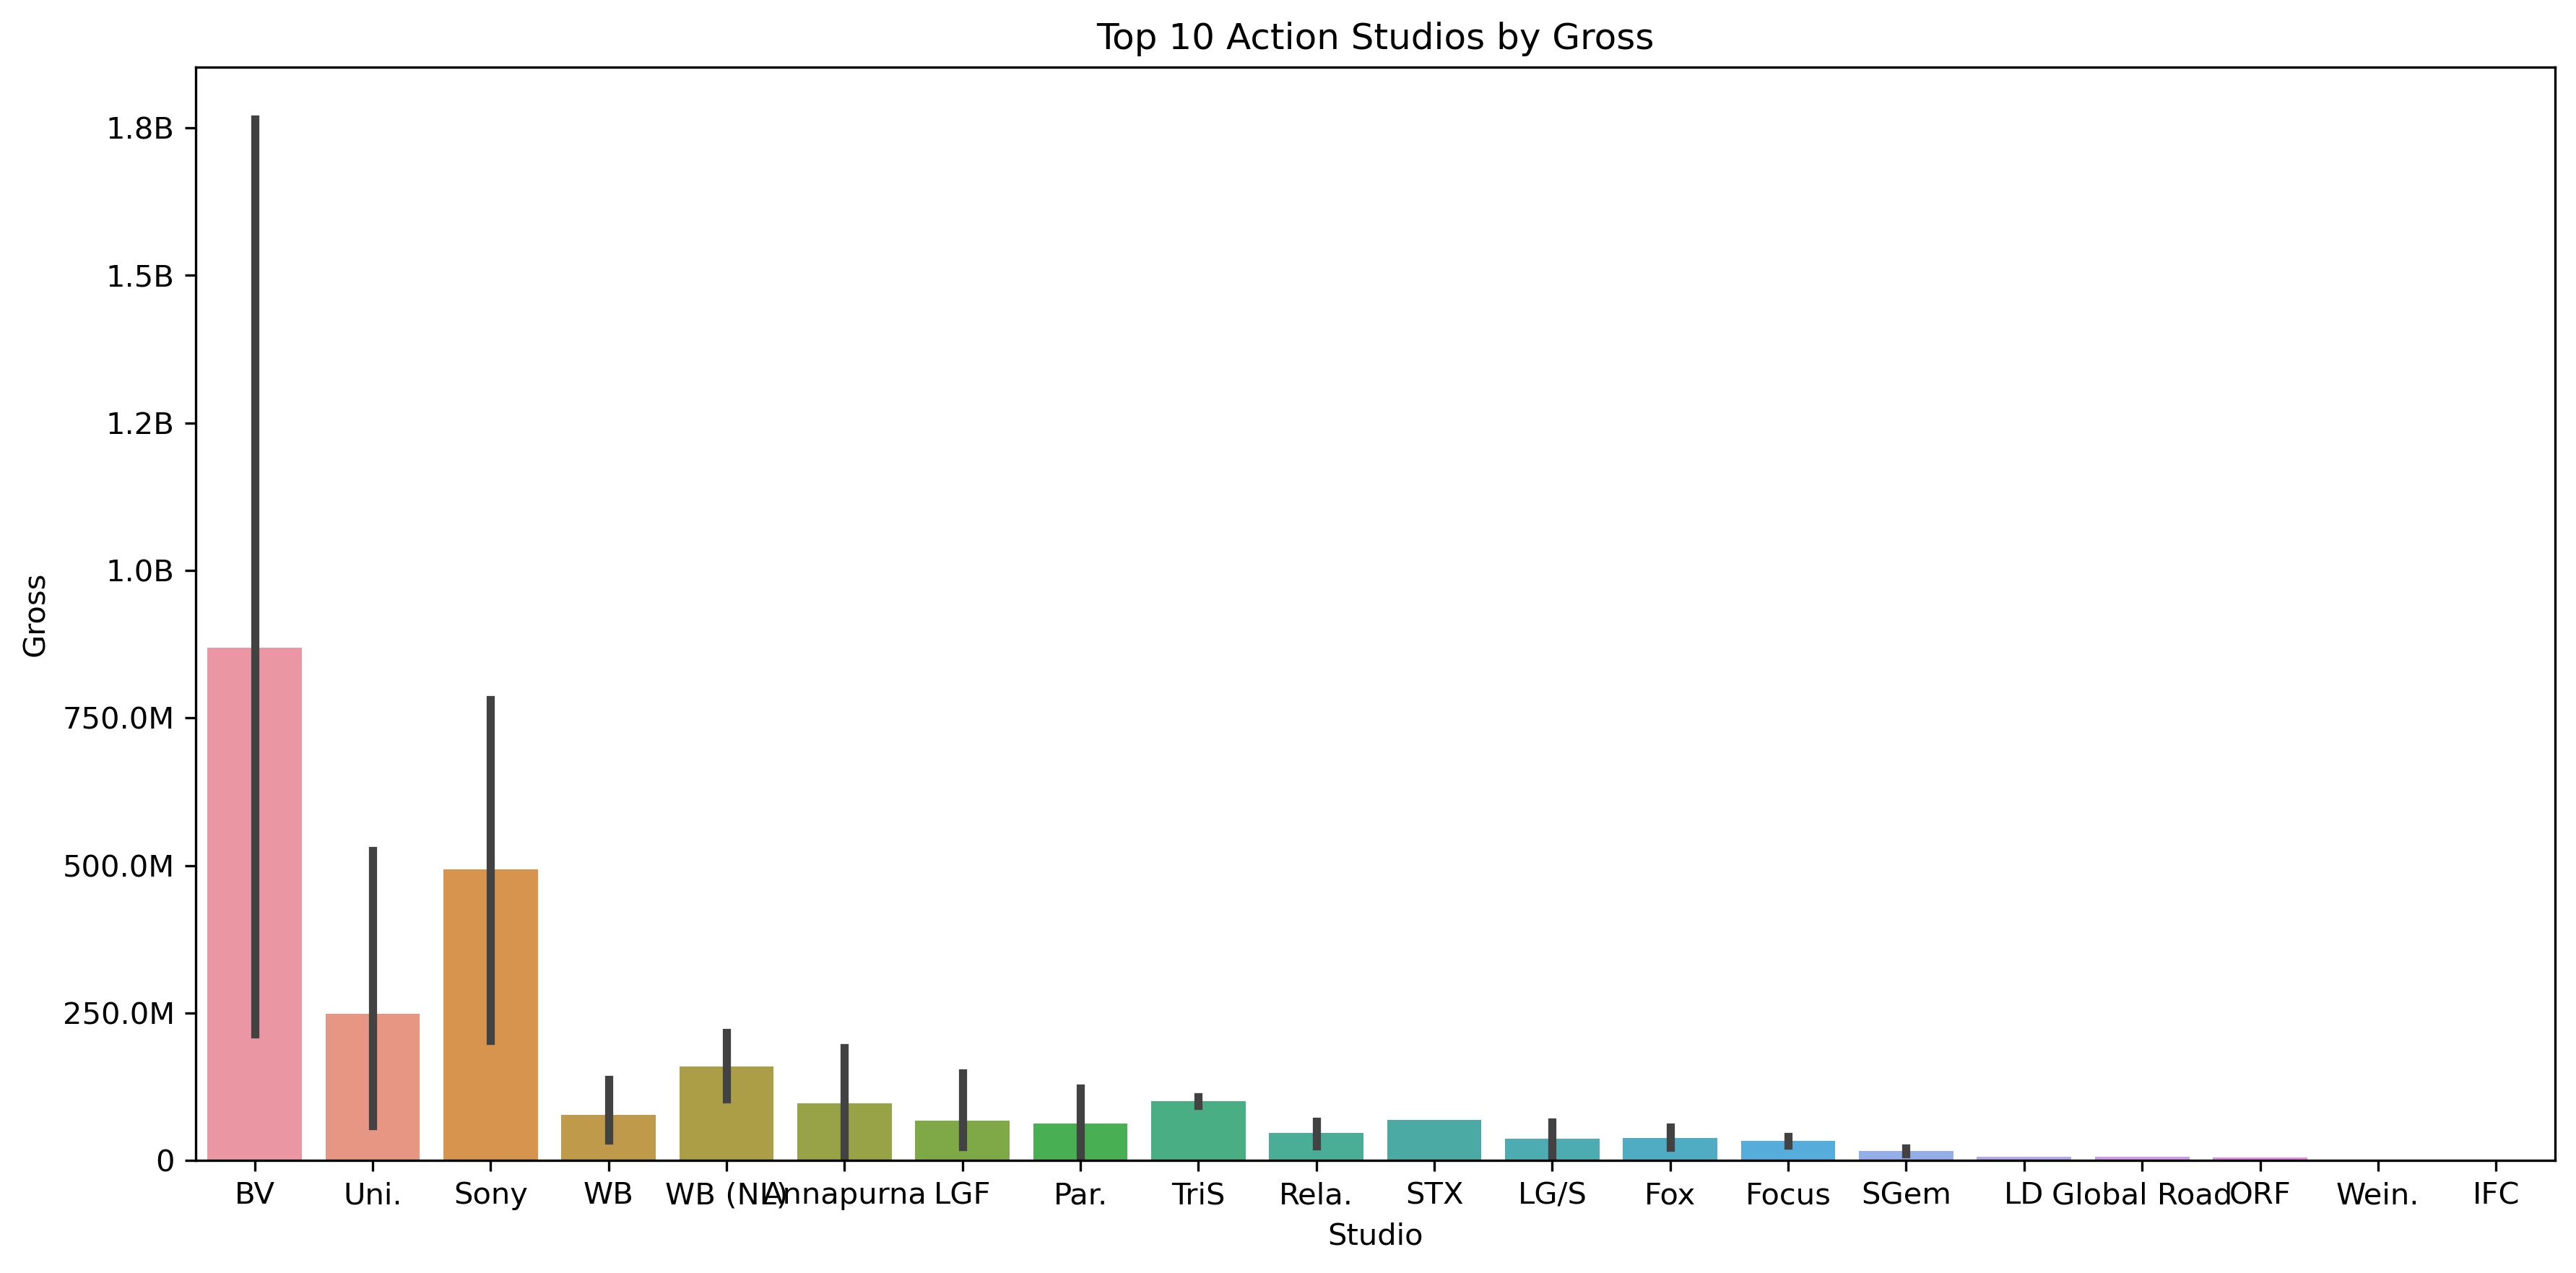 Top 10 Action Studios by Gross
1.8B
1.5B
1.2B
1.0B
750.0M
500.0M
250.0M
0
Gross
BV Uni. Sony WB WB (NL) Annapurna LGF Par. TriS Rela. STX LG/S Fox Focus SGem LD Global Road ORF Wein. IFC
Studio